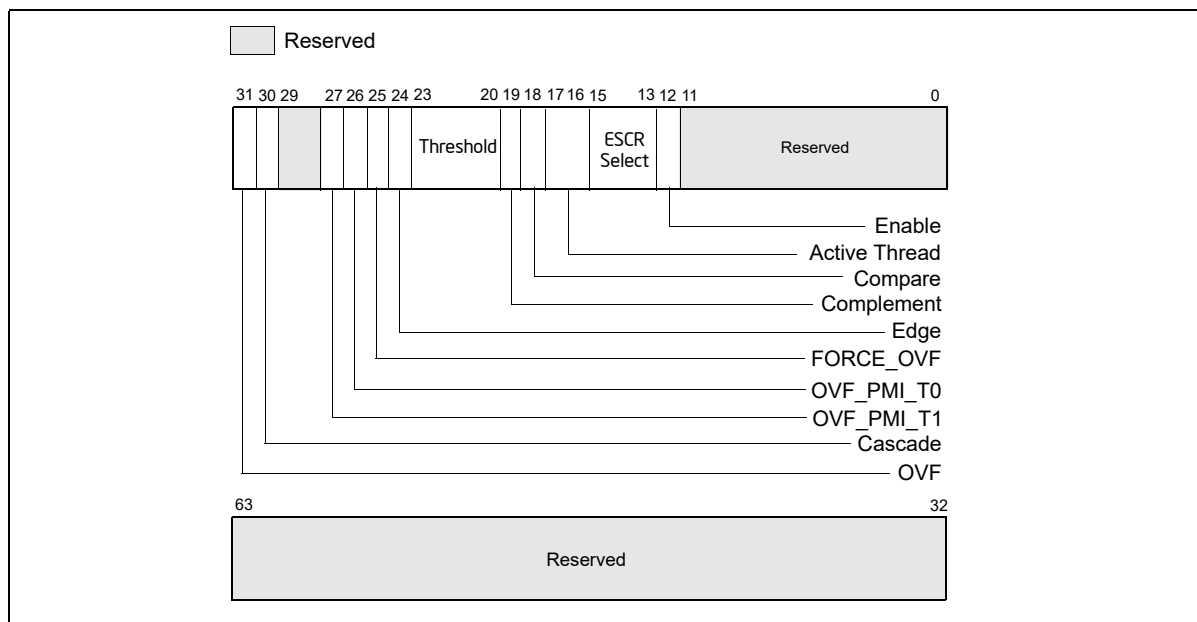 Reserved
31 30 29 27 26 25 24 23 20 19 18 17 16 15 13 12 11 0
Threshold
ESCR
Select
Reserved
Enable
Active Thread
Compare
Complement
Edge
FORCE_OVF
OVF_PMI_T0
OVF_PMI_T1
Cascade
OVF
63 32
Reserved